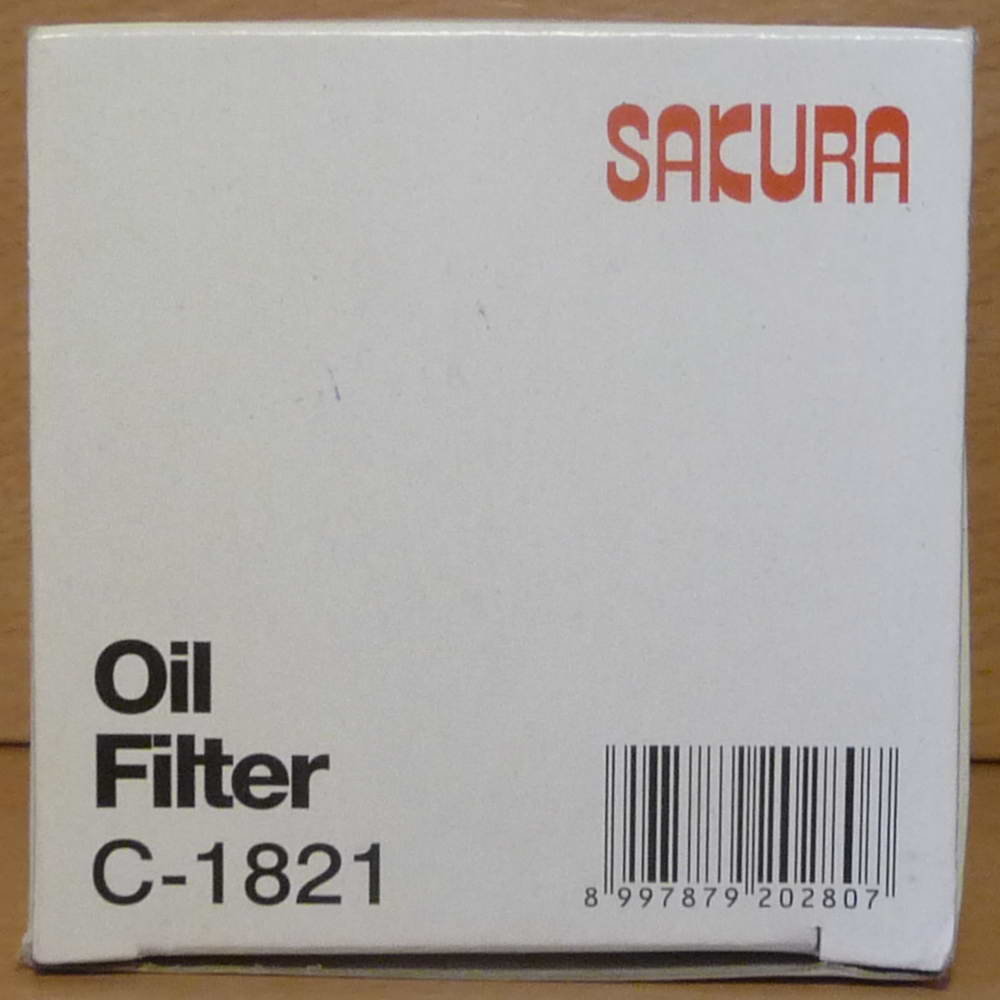 SAKURA
Oil
Filter
C-1821
8 997879 202807